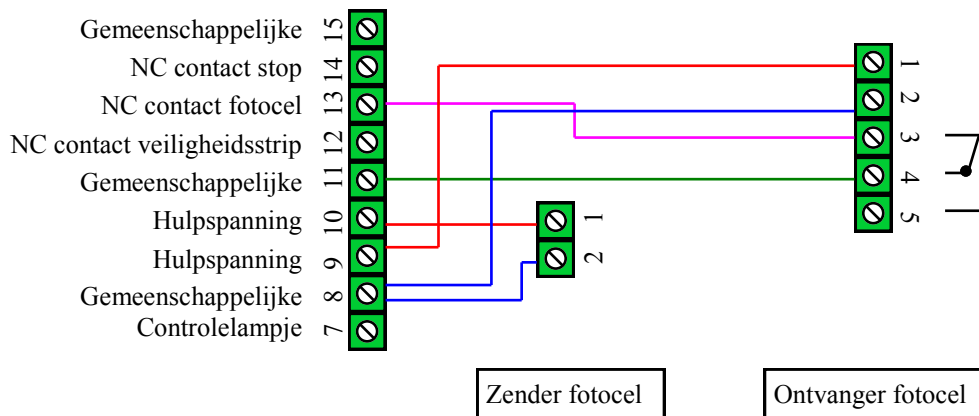 Gemeenschappelijke 15
NC contact stop 14
NC contact fotocel 13
NC contact veiligheidsstrip 12
Gemeenschappelijke 11
Hulpspanning 10
Hulpspanning 9
Gemeenschappelijke 8
Controlelampje 7
1
2
1
2
3
4
5
Zender fotocel
Ontvanger fotocel